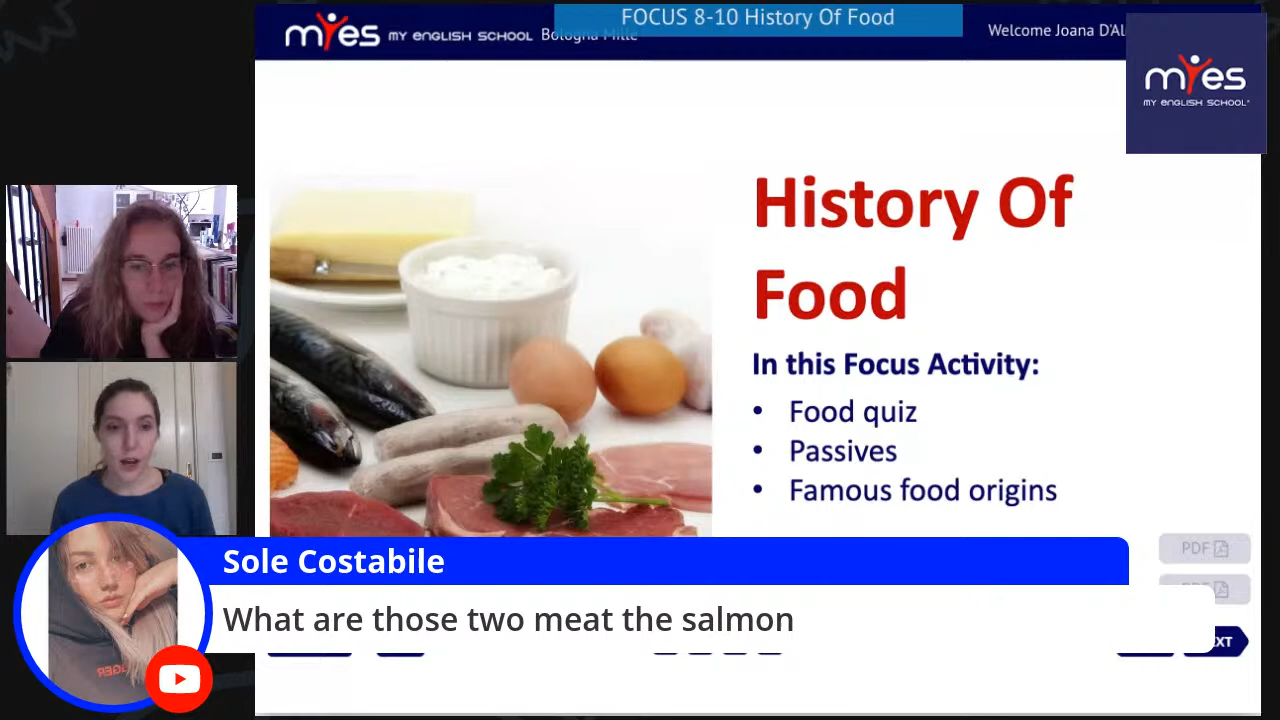 FOCUS 8-10 History Of Food
myes MY ENGLISH SCHOOL Bologna Mille
Welcome Joana D'Al
myes
MY ENGLISH SCHOOL
History Of
Food
In this Focus Activity:
• Food quiz
• Passives
• Famous food origins
PDF
Sole Costabile
What are those two meat the salmon